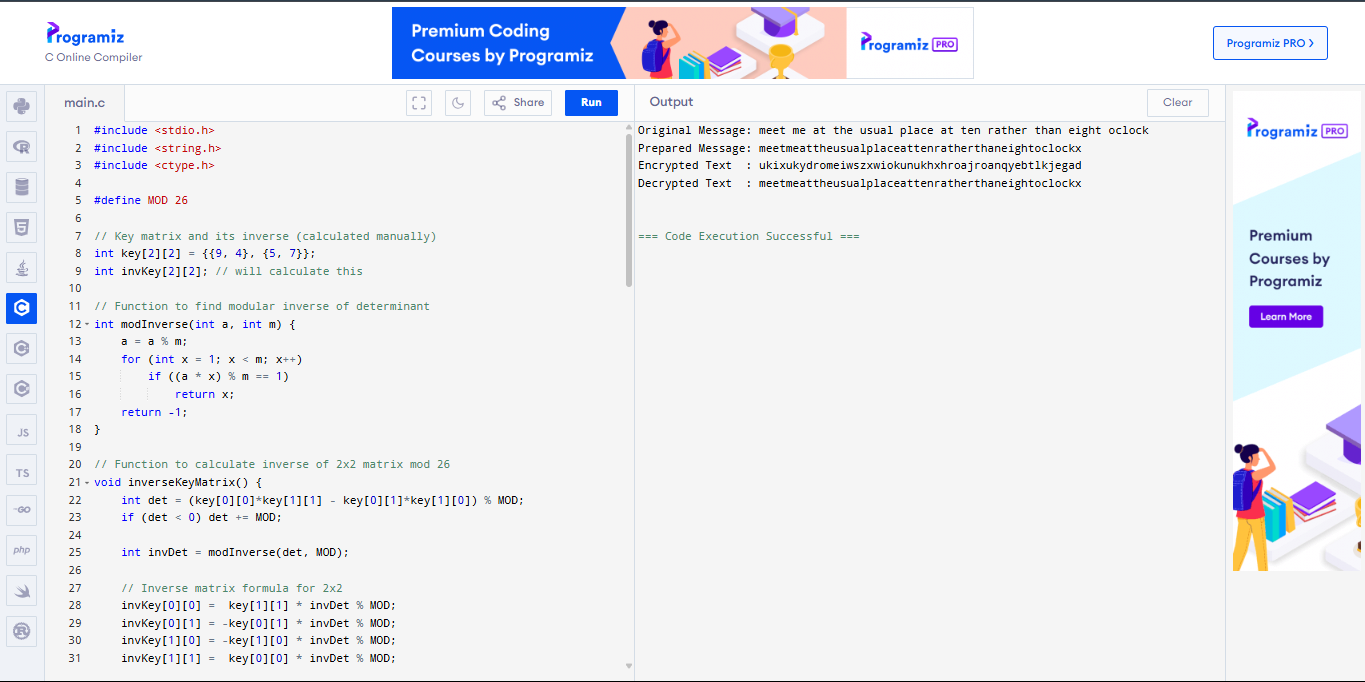 Programiz
C Online Compiler
Premium Coding
Courses by Programiz
Programiz PRO
Programiz PRO >
main.c
Share
Run
Output
Clear
1 #include <stdio.h>
2 #include <string.h>
3 #include <ctype.h>
4
5 #define MOD 26
6
7 // Key matrix and its inverse (calculated manually)
8 int key[2][2] = {{9, 4}, {5, 7}};
9 int invKey[2][2]; // will calculate this
10
11 // Function to find modular inverse of determinant
12 int modInverse(int a, int m) {
13     a = a % m;
14     for (int x = 1; x < m; x++)
15         if ((a * x) % m == 1)
16             return x;
17     return -1;
18 }
19
20 // Function to calculate inverse of 2x2 matrix mod 26
21 void inverseKeyMatrix() {
22     int det = (key[0][0]*key[1][1] - key[0][1]*key[1][0]) % MOD;
23     if (det < 0) det += MOD;
24
25     int invDet = modInverse(det, MOD);
26
27     // Inverse matrix formula for 2x2
28     invKey[0][0] =  key[1][1] * invDet % MOD;
29     invKey[0][1] = -key[0][1] * invDet % MOD;
30     invKey[1][0] = -key[1][0] * invDet % MOD;
31     invKey[1][1] =  key[0][0] * invDet % MOD;
Original Message: meet me at the usual place at ten rather than eight oclock
Prepared Message: meetmeattheusualplaceattenratherthaneightoclockx
Encrypted Text  : ukixukydromeiwszxwiokunukhxhroajroanqyebtlkjegad
Decrypted Text  : meetmeattheusualplaceattenratherthaneightoclockx
=== Code Execution Successful ===
JS
TS
GO
php
Programiz PRO
Premium
Courses by
Programiz
Learn More